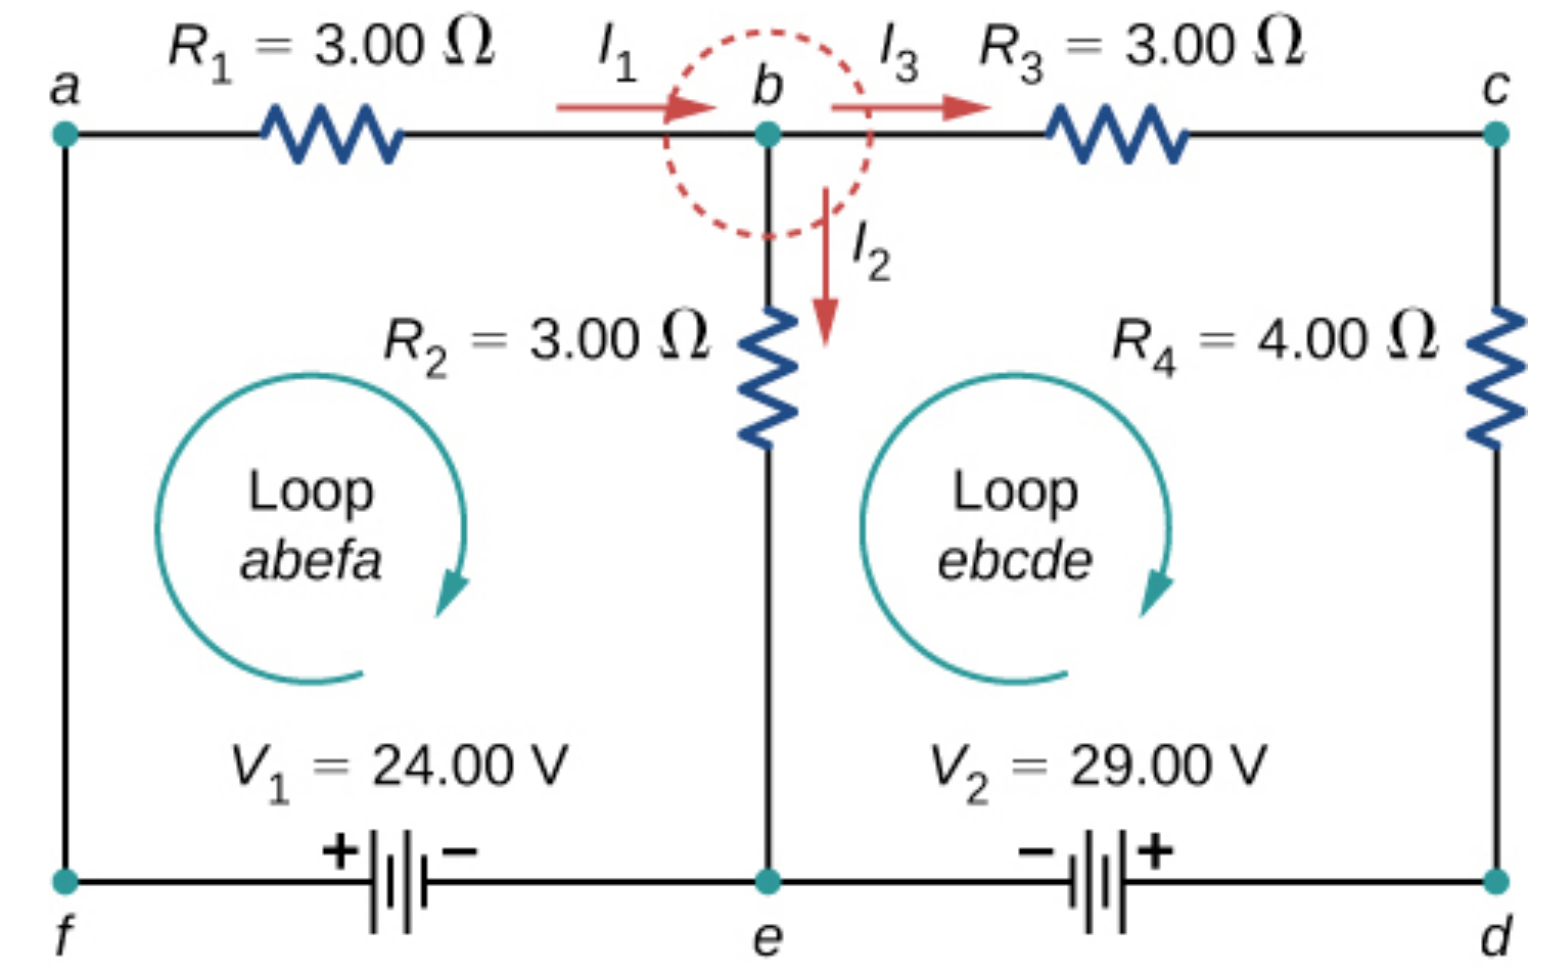 R1 = 3.00 Ω
I1
I3
R3 = 3.00 Ω
a
b
c
I2
R2 = 3.00 Ω
R4 = 4.00 Ω
Loop
abefa
Loop
ebcde
V1 = 24.00 V
V2 = 29.00 V
+ −
− +
f
e
d